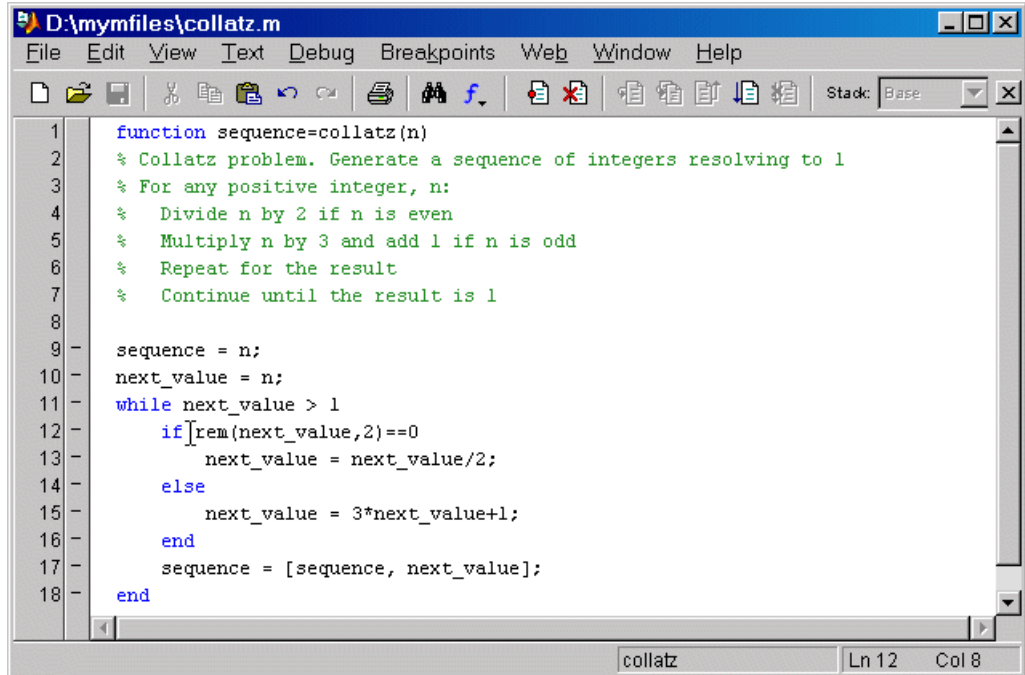 D:\mymfiles\collatz.m
File Edit View Text Debug Breakpoints Web Window Help
Stack: Base
1 function sequence=collatz(n)
2 % Collatz problem. Generate a sequence of integers resolving to 1
3 % For any positive integer, n:
4 %   Divide n by 2 if n is even
5 %   Multiply n by 3 and add 1 if n is odd
6 %   Repeat for the result
7 %   Continue until the result is 1
8
9 - sequence = n;
10 - next_value = n;
11 - while next_value > 1
12 -     if rem(next_value,2)==0
13 -         next_value = next_value/2;
14 -     else
15 -         next_value = 3*next_value+1;
16 -     end
17 -     sequence = [sequence, next_value];
18 - end
collatz Ln 12 Col 8